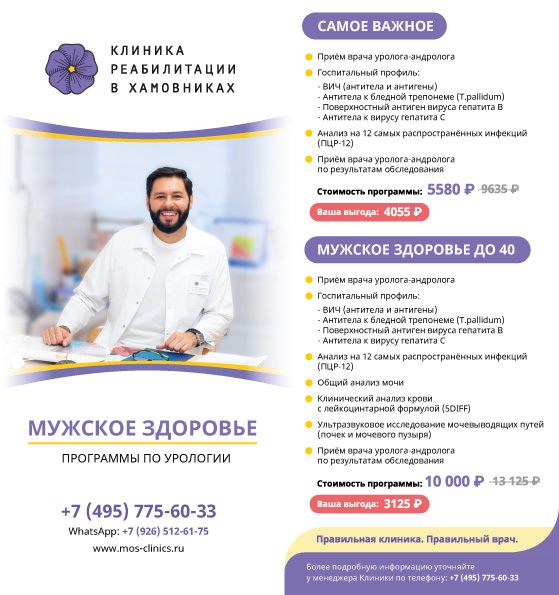 КЛИНИКА
РЕАБИЛИТАЦИИ
В ХАМОВНИКАХ
МУЖСКОЕ ЗДОРОВЬЕ
ПРОГРАММЫ ПО УРОЛОГИИ
+7 (495) 775-60-33
WhatsApp: +7 (926) 512-61-75
www.mos-clinics.ru
САМОЕ ВАЖНОЕ
Приём врача уролога-андролога
Госпитальный профиль:
- ВИЧ (антитела и антигены)
- Антитела к бледной трепонеме (T.pallidum)
- Поверхностный антиген вируса гепатита В
- Антитела к вирусу гепатита С
Анализ на 12 самых распространённых инфекций
(ПЦР-12)
Приём врача уролога-андролога
по результатам обследования
Стоимость программы: 5580 ₽ 9635 ₽
Ваша выгода: 4055 ₽
МУЖСКОЕ ЗДОРОВЬЕ ДО 40
Приём врача уролога-андролога
Госпитальный профиль:
- ВИЧ (антитела и антигены)
- Антитела к бледной трепонеме (T.pallidum)
- Поверхностный антиген вируса гепатита В
- Антитела к вирусу гепатита С
Анализ на 12 самых распространённых инфекций
(ПЦР-12)
Общий анализ мочи
Клинический анализ крови
с лейкоцитарной формулой (5DIFF)
Ультразвуковое исследование мочевыводящих путей
(почек и мочевого пузыря)
Приём врача уролога-андролога
по результатам обследования
Стоимость программы: 10 000 ₽ 13 125 ₽
Ваша выгода: 3125 ₽
Правильная клиника. Правильный врач.
Более подробную информацию уточняйте
у менеджера Клиники по телефону: +7 (495) 775-60-33